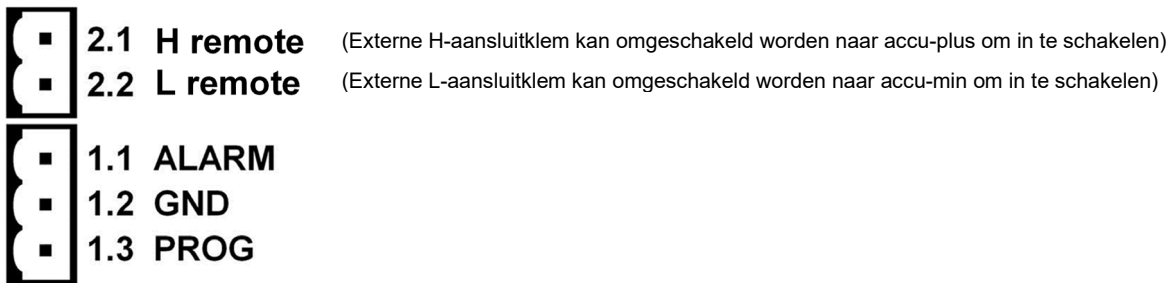 2.1 H remote (Externe H-aansluitklem kan omgeschakeld worden naar accu-plus om in te schakelen)
2.2 L remote (Externe L-aansluitklem kan omgeschakeld worden naar accu-min om in te schakelen)
1.1 ALARM
1.2 GND
1.3 PROG